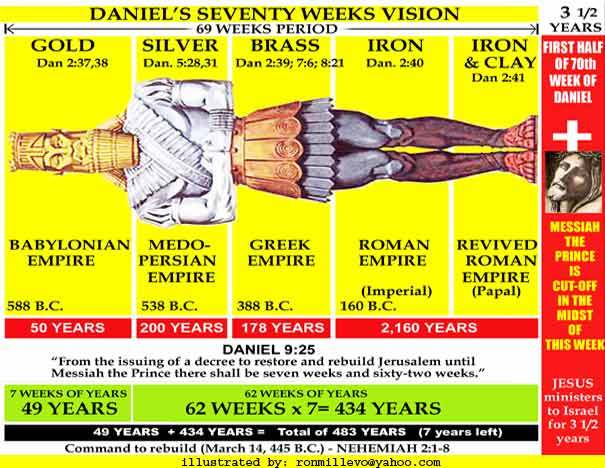 DANIEL'S SEVENTY WEEKS VISION
69 WEEKS PERIOD
GOLD
Dan 2:37,38
SILVER
Dan. 5:28,31
BRASS
Dan 2:39; 7:6; 8:21
IRON
Dan. 2:40
IRON
& CLAY
Dan 2:41
BABYLONIAN
EMPIRE
588 B.C.
MEDO-
PERSIAN
EMPIRE
538 B.C.
GREEK
EMPIRE
388 B.C.
ROMAN
EMPIRE
(Imperial)
160 B.C.
REVIVED
ROMAN
EMPIRE
(Papal)
50 YEARS
200 YEARS
178 YEARS
2,160 YEARS
DANIEL 9:25
"From the issuing of a decree to restore and rebuild Jerusalem until
Messiah the Prince there shall be seven weeks and sixty-two weeks."
7 WEEKS OF YEARS
49 YEARS
62 WEEKS OF YEARS
62 WEEKS x 7= 434 YEARS
49 YEARS + 434 YEARS = Total of 483 YEARS (7 years left)
Command to rebuild (March 14, 445 B.C.) - NEHEMIAH 2:1-8
illustrated by: ronmillevo@yahoo.com
3 1/2
YEARS
FIRST HALF
OF 70th
WEEK OF
DANIEL
MESSIAH
THE
PRINCE
IS
CUT-OFF
IN THE
MIDST
OF
THIS WEEK
JESUS
ministers
to Israel
for 3 1/2
years